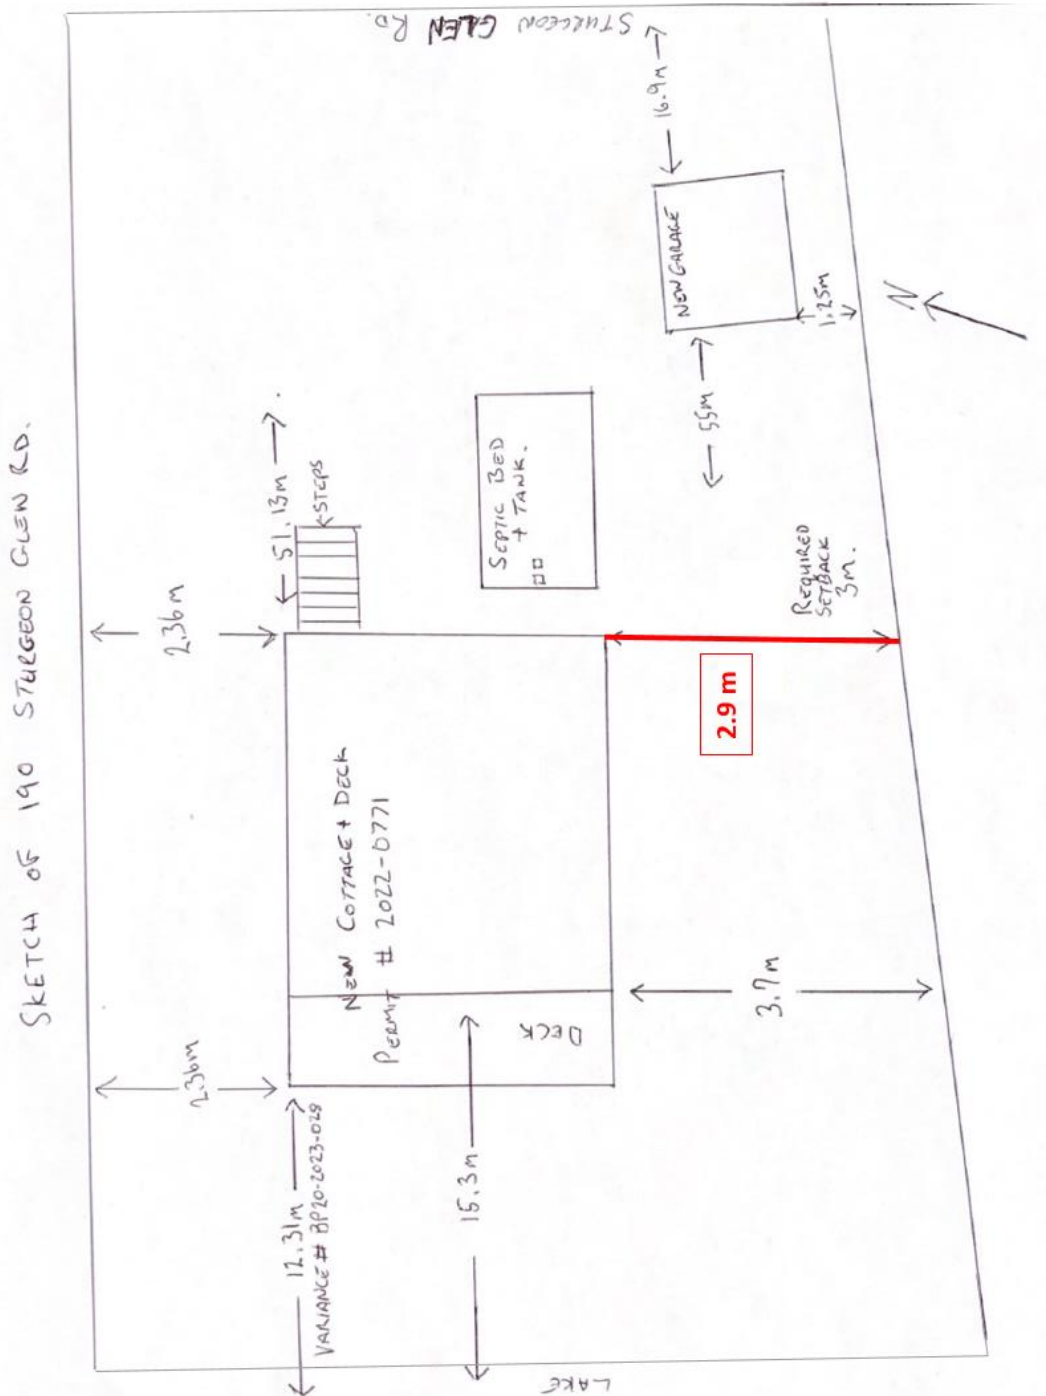 SKETCH OF 190 STURGEON GLEN RD.
STURGEON GLEN RD.
16.9M
NEW GARAGE
1.25M
N
55M
51.13M
STEPS
SEPTIC BED
+ TANK.
2.36M
REQUIRED
SETBACK
3M.
2.9 m
NEW COTTAGE + DECK
PERMIT # 2022-0771
DECK
3.7M
2.36M
12.31M
VARIANCE # BP20-2023-028
15.3M
LAKE